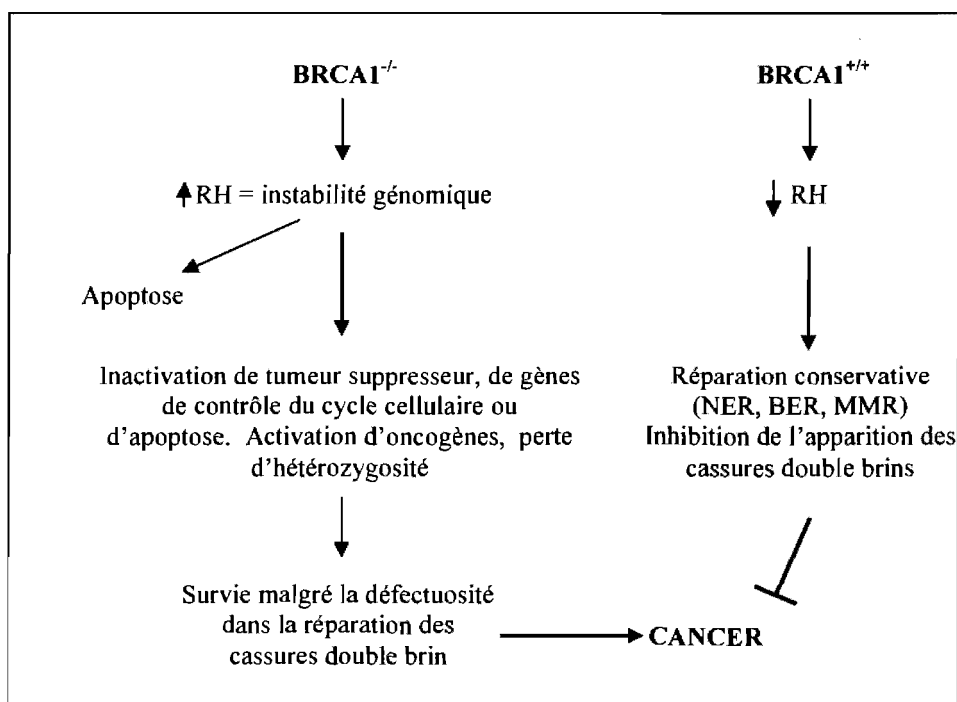 BRCA1-/-
↑RH = instabilité génomique
Apoptose
Inactivation de tumeur suppresseur, de gènes
de contrôle du cycle cellulaire ou
d'apoptose. Activation d'oncogènes, perte
d'hétérozygosité
Survie malgré la défectuosité
dans la réparation des
cassures double brin
BRCA1+/+
↓ RH
Réparation conservative
(NER, BER, MMR)
Inhibition de l'apparition des
cassures double brins
CANCER